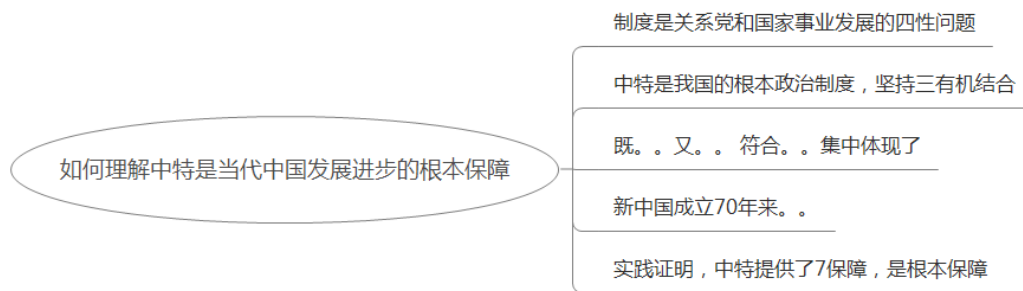 制度是关系党和国家事业发展的四性问题
中特是我国的根本政治制度，坚持三有机结合
如何理解中特是当代中国发展进步的根本保障
既。。又。。 符合。。集中体现了
新中国成立70年来。。
实践证明，中特提供了7保障，是根本保障